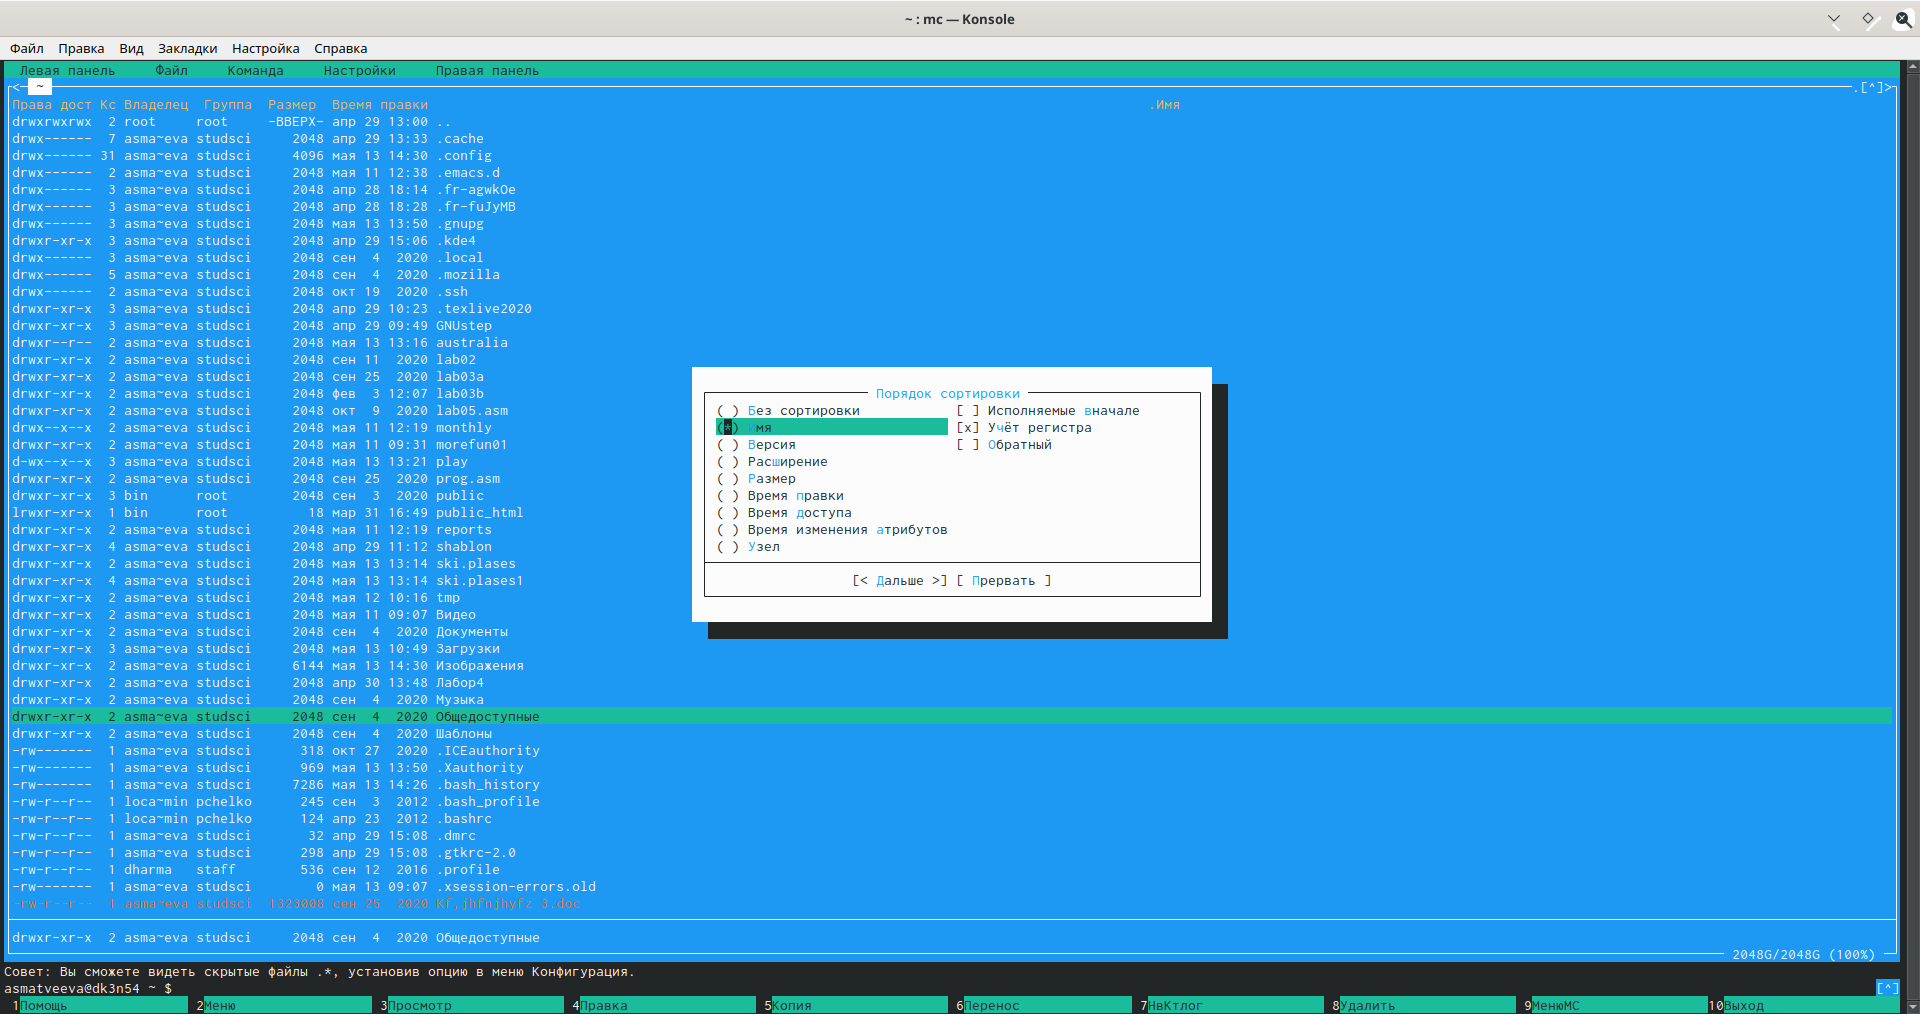 ~ : mc — Konsole
Файл Правка Вид Закладки Настройка Справка
Левая панель Файл Команда Настройки Правая панель
<─ ~ .[^]>
Права дост Кс Владелец Группа Размер Время правки .Имя
drwxrwxrwx 2 root root -ВВЕРХ- апр 29 13:00 ..
drwx------ 7 asma~eva studsci 2048 апр 29 13:33 .cache
drwx------ 31 asma~eva studsci 4096 мая 13 14:30 .config
drwx------ 2 asma~eva studsci 2048 мая 11 12:38 .emacs.d
drwx------ 3 asma~eva studsci 2048 апр 28 18:14 .fr-agwkOe
drwx------ 3 asma~eva studsci 2048 апр 28 18:28 .fr-fuJyMB
drwx------ 3 asma~eva studsci 2048 мая 13 13:50 .gnupg
drwxr-xr-x 3 asma~eva studsci 2048 апр 29 15:06 .kde4
drwx------ 3 asma~eva studsci 2048 сен 4 2020 .local
drwx------ 5 asma~eva studsci 2048 сен 4 2020 .mozilla
drwx------ 2 asma~eva studsci 2048 окт 19 2020 .ssh
drwxr-xr-x 3 asma~eva studsci 2048 апр 29 10:23 .texlive2020
drwxr-xr-x 3 asma~eva studsci 2048 апр 29 09:49 GNUstep
drwxr--r-- 2 asma~eva studsci 2048 мая 13 13:16 australia
drwxr-xr-x 2 asma~eva studsci 2048 сен 11 2020 lab02
drwxr-xr-x 2 asma~eva studsci 2048 сен 25 2020 lab03a
drwxr-xr-x 2 asma~eva studsci 2048 фев 3 12:07 lab03b
drwxr-xr-x 2 asma~eva studsci 2048 окт 9 2020 lab05.asm
drwx--x--x 2 asma~eva studsci 2048 мая 11 12:19 monthly
drwxr-xr-x 2 asma~eva studsci 2048 мая 11 09:31 morefun01
d-wx--x--x 3 asma~eva studsci 2048 мая 13 13:21 play
drwxr-xr-x 2 asma~eva studsci 2048 сен 25 2020 prog.asm
drwxr-xr-x 3 bin root 2048 сен 3 2020 public
lrwxr-xr-x 1 bin root 18 мар 31 16:49 public_html
drwxr-xr-x 2 asma~eva studsci 2048 мая 11 12:19 reports
drwxr-xr-x 4 asma~eva studsci 2048 апр 29 11:12 shablon
drwxr-xr-x 2 asma~eva studsci 2048 мая 13 13:14 ski.plases
drwxr-xr-x 4 asma~eva studsci 2048 мая 13 13:14 ski.plases1
drwxr-xr-x 2 asma~eva studsci 2048 мая 12 10:16 tmp
drwxr-xr-x 2 asma~eva studsci 2048 мая 11 09:07 Видео
drwxr-xr-x 2 asma~eva studsci 2048 сен 4 2020 Документы
drwxr-xr-x 3 asma~eva studsci 2048 мая 13 10:49 Загрузки
drwxr-xr-x 2 asma~eva studsci 6144 мая 13 14:30 Изображения
drwxr-xr-x 2 asma~eva studsci 2048 апр 30 13:48 Лабор4
drwxr-xr-x 2 asma~eva studsci 2048 сен 4 2020 Музыка
drwxr-xr-x 2 asma~eva studsci 2048 сен 4 2020 Общедоступные
drwxr-xr-x 2 asma~eva studsci 2048 сен 4 2020 Шаблоны
-rw------- 1 asma~eva studsci 318 окт 27 2020 .ICEauthority
-rw------- 1 asma~eva studsci 969 мая 13 13:50 .Xauthority
-rw------- 1 asma~eva studsci 7286 мая 13 14:26 .bash_history
-rw-r--r-- 1 loca~min pchelko 245 сен 3 2012 .bash_profile
-rw-r--r-- 1 loca~min pchelko 124 апр 23 2012 .bashrc
-rw-r--r-- 1 asma~eva studsci 32 апр 29 15:08 .dmrc
-rw-r--r-- 1 asma~eva studsci 298 апр 29 15:08 .gtkrc-2.0
-rw-r--r-- 1 dharma staff 536 сен 12 2016 .profile
-rw------- 1 asma~eva studsci 0 мая 13 09:07 .xsession-errors.old
-rw-r--r-- 1 asma~eva studsci 1323008 сен 25 2020 Kf,jhfnjhyfz 3.doc
drwxr-xr-x 2 asma~eva studsci 2048 сен 4 2020 Общедоступные
2048G/2048G (100%)
Порядок сортировки
( ) Без сортировки [ ] Исполняемые вначале
(*) Имя [x] Учёт регистра
( ) Версия [ ] Обратный
( ) Расширение
( ) Размер
( ) Время правки
( ) Время доступа
( ) Время изменения атрибутов
( ) Узел
[< Дальше >] [ Прервать ]
Совет: Вы сможете видеть скрытые файлы .*, установив опцию в меню Конфигурация.
asmatveeva@dk3n54 ~ $ [^]
1Помощь 2Меню 3Просмотр 4Правка 5Копия 6Перенос 7НвКтлог 8Удалить 9МенюMC 10Выход